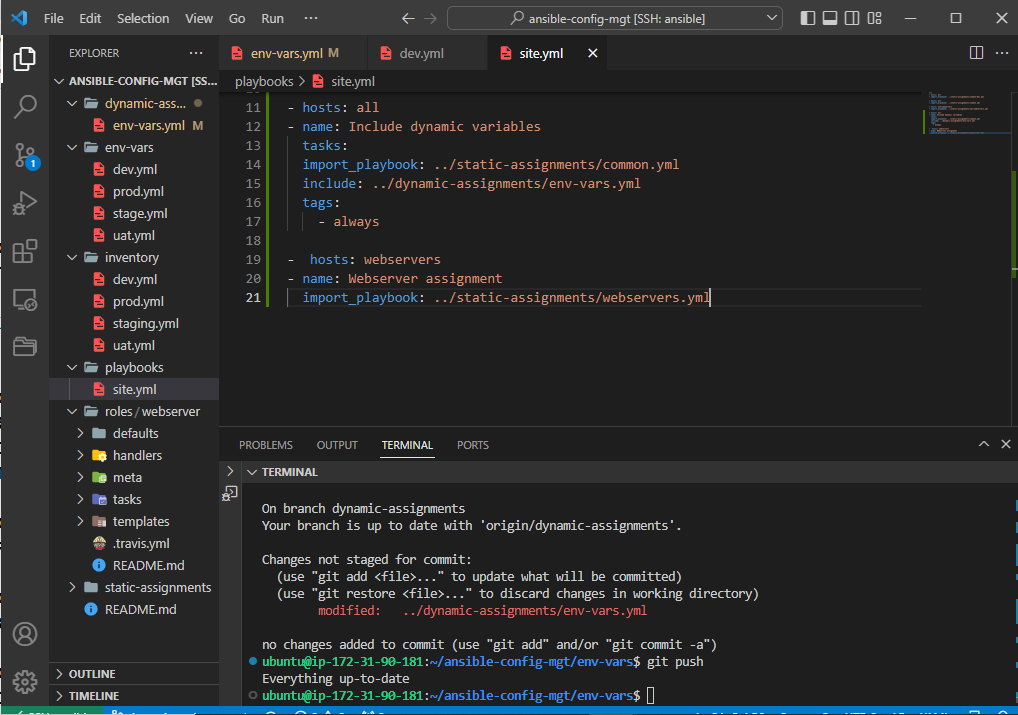 File Edit Selection View Go Run ··· ansible-config-mgt [SSH: ansible]
EXPLORER ···
env-vars.yml M dev.yml site.yml
ANSIBLE-CONFIG-MGT [SS...
playbooks > site.yml
dynamic-ass...
env-vars.yml M
env-vars
dev.yml
prod.yml
stage.yml
uat.yml
inventory
dev.yml
prod.yml
staging.yml
uat.yml
playbooks
site.yml
roles / webserver
defaults
handlers
meta
tasks
templates
.travis.yml
README.md
static-assignments
README.md
OUTLINE
TIMELINE
1
11 - hosts: all
12 - name: Include dynamic variables
13 tasks:
14 import_playbook: ../static-assignments/common.yml
15 include: ../dynamic-assignments/env-vars.yml
16 tags:
17 - always
18
19 - hosts: webservers
20 - name: Webserver assignment
21 import_playbook: ../static-assignments/webservers.yml
PROBLEMS OUTPUT TERMINAL PORTS
TERMINAL
On branch dynamic-assignments
Your branch is up to date with 'origin/dynamic-assignments'.
Changes not staged for commit:
(use "git add <file>..." to update what will be committed)
(use "git restore <file>..." to discard changes in working directory)
modified: ../dynamic-assignments/env-vars.yml
no changes added to commit (use "git add" and/or "git commit -a")
ubuntu@ip-172-31-90-181:~/ansible-config-mgt/env-vars$ git push
Everything up-to-date
ubuntu@ip-172-31-90-181:~/ansible-config-mgt/env-vars$